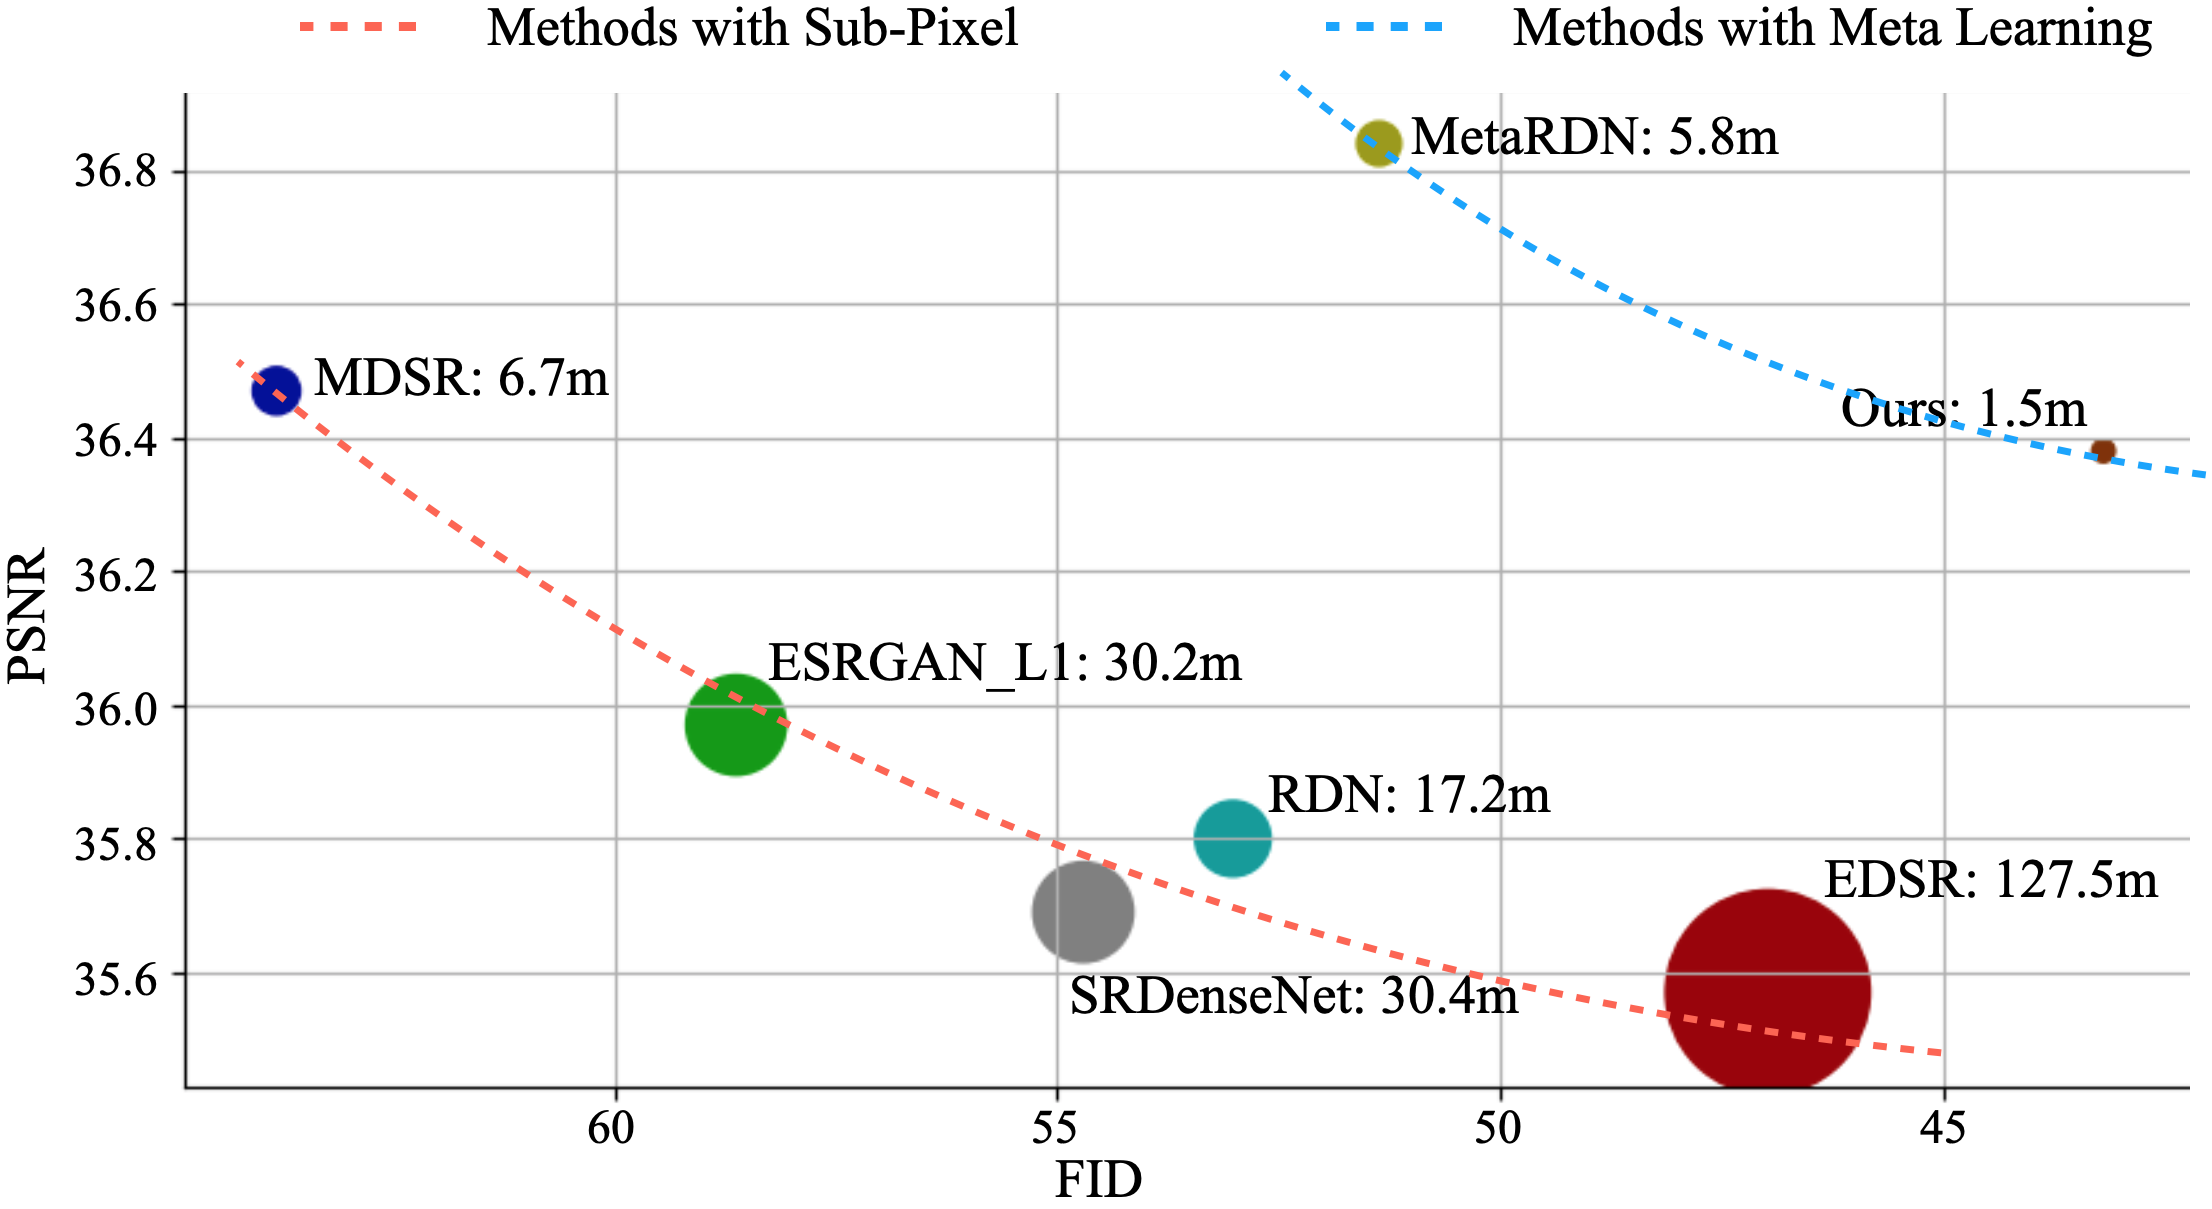 Methods with Sub-Pixel
Methods with Meta Learning
MetaRDN: 5.8m
36.8
36.6
MDSR: 6.7m
Ours: 1.5m
36.4
36.2
PSNR
ESRGAN_L1: 30.2m
36.0
RDN: 17.2m
35.8
EDSR: 127.5m
35.6
SRDenseNet: 30.4m
60
55
50
45
FID